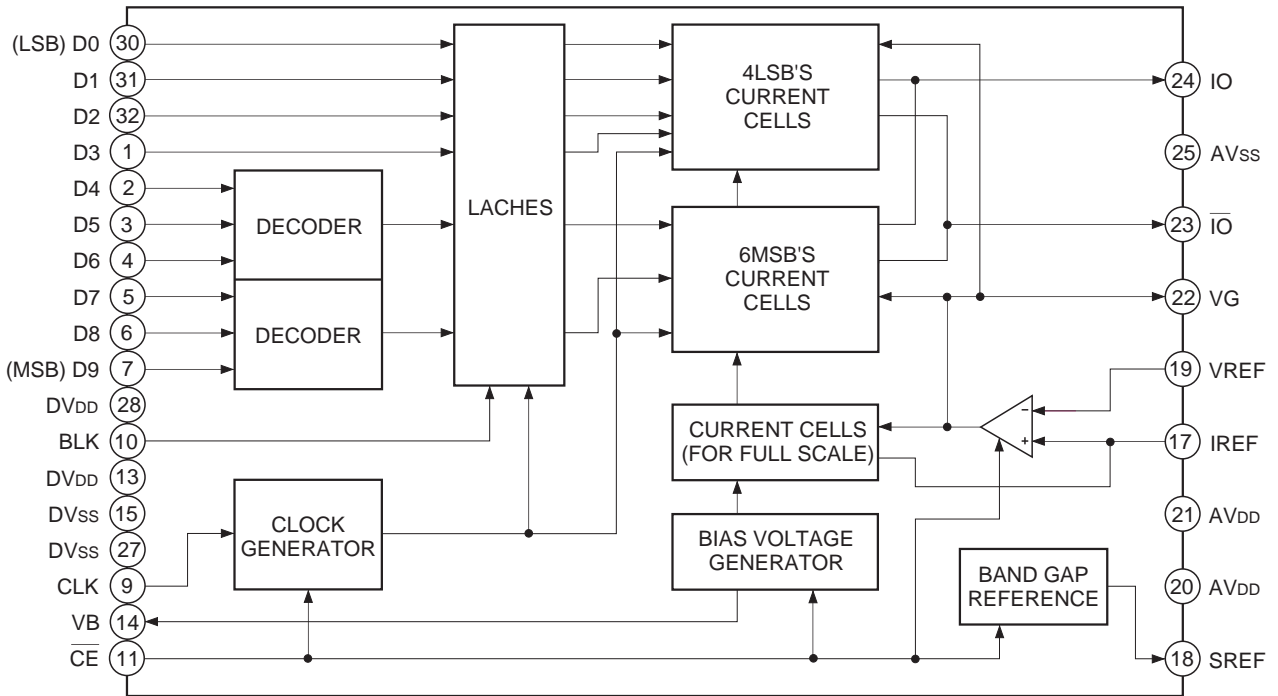 (LSB) D0 30
D1 31
D2 32
D3 1
D4 2
D5 3
D6 4
D7 5
D8 6
(MSB) D9 7
DVDD 28
BLK 10
DVDD 13
DVSS 15
DVSS 27
CLK 9
VB 14
CE 11
DECODER
DECODER
CLOCK
GENERATOR
LACHES
4LSB'S
CURRENT
CELLS
6MSB'S
CURRENT
CELLS
CURRENT CELLS
(FOR FULL SCALE)
BIAS VOLTAGE
GENERATOR
−
+
BAND GAP
REFERENCE
24 IO
25 AVSS
23 IO
22 VG
19 VREF
17 IREF
21 AVDD
20 AVDD
18 SREF